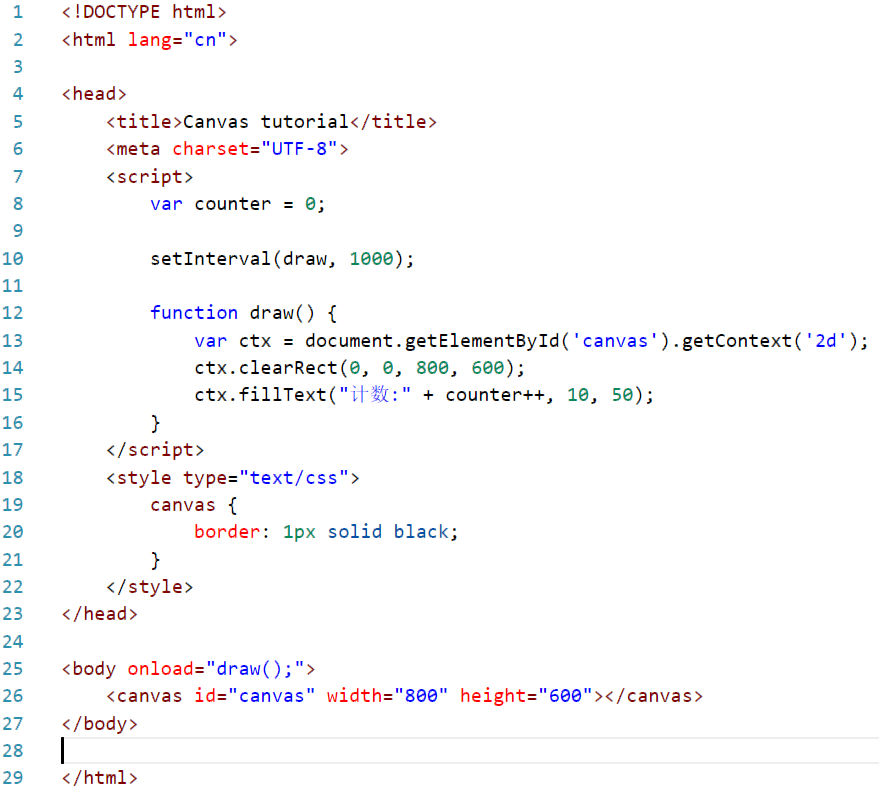 1 <!DOCTYPE html>
2 <html lang="cn">
3
4 <head>
5     <title>Canvas tutorial</title>
6     <meta charset="UTF-8">
7     <script>
8         var counter = 0;
9
10         setInterval(draw, 1000);
11
12         function draw() {
13             var ctx = document.getElementById('canvas').getContext('2d');
14             ctx.clearRect(0, 0, 800, 600);
15             ctx.fillText("计数:" + counter++, 10, 50);
16         }
17     </script>
18     <style type="text/css">
19         canvas {
20             border: 1px solid black;
21         }
22     </style>
23 </head>
24
25 <body onload="draw();">
26     <canvas id="canvas" width="800" height="600"></canvas>
27 </body>
28
29 </html>